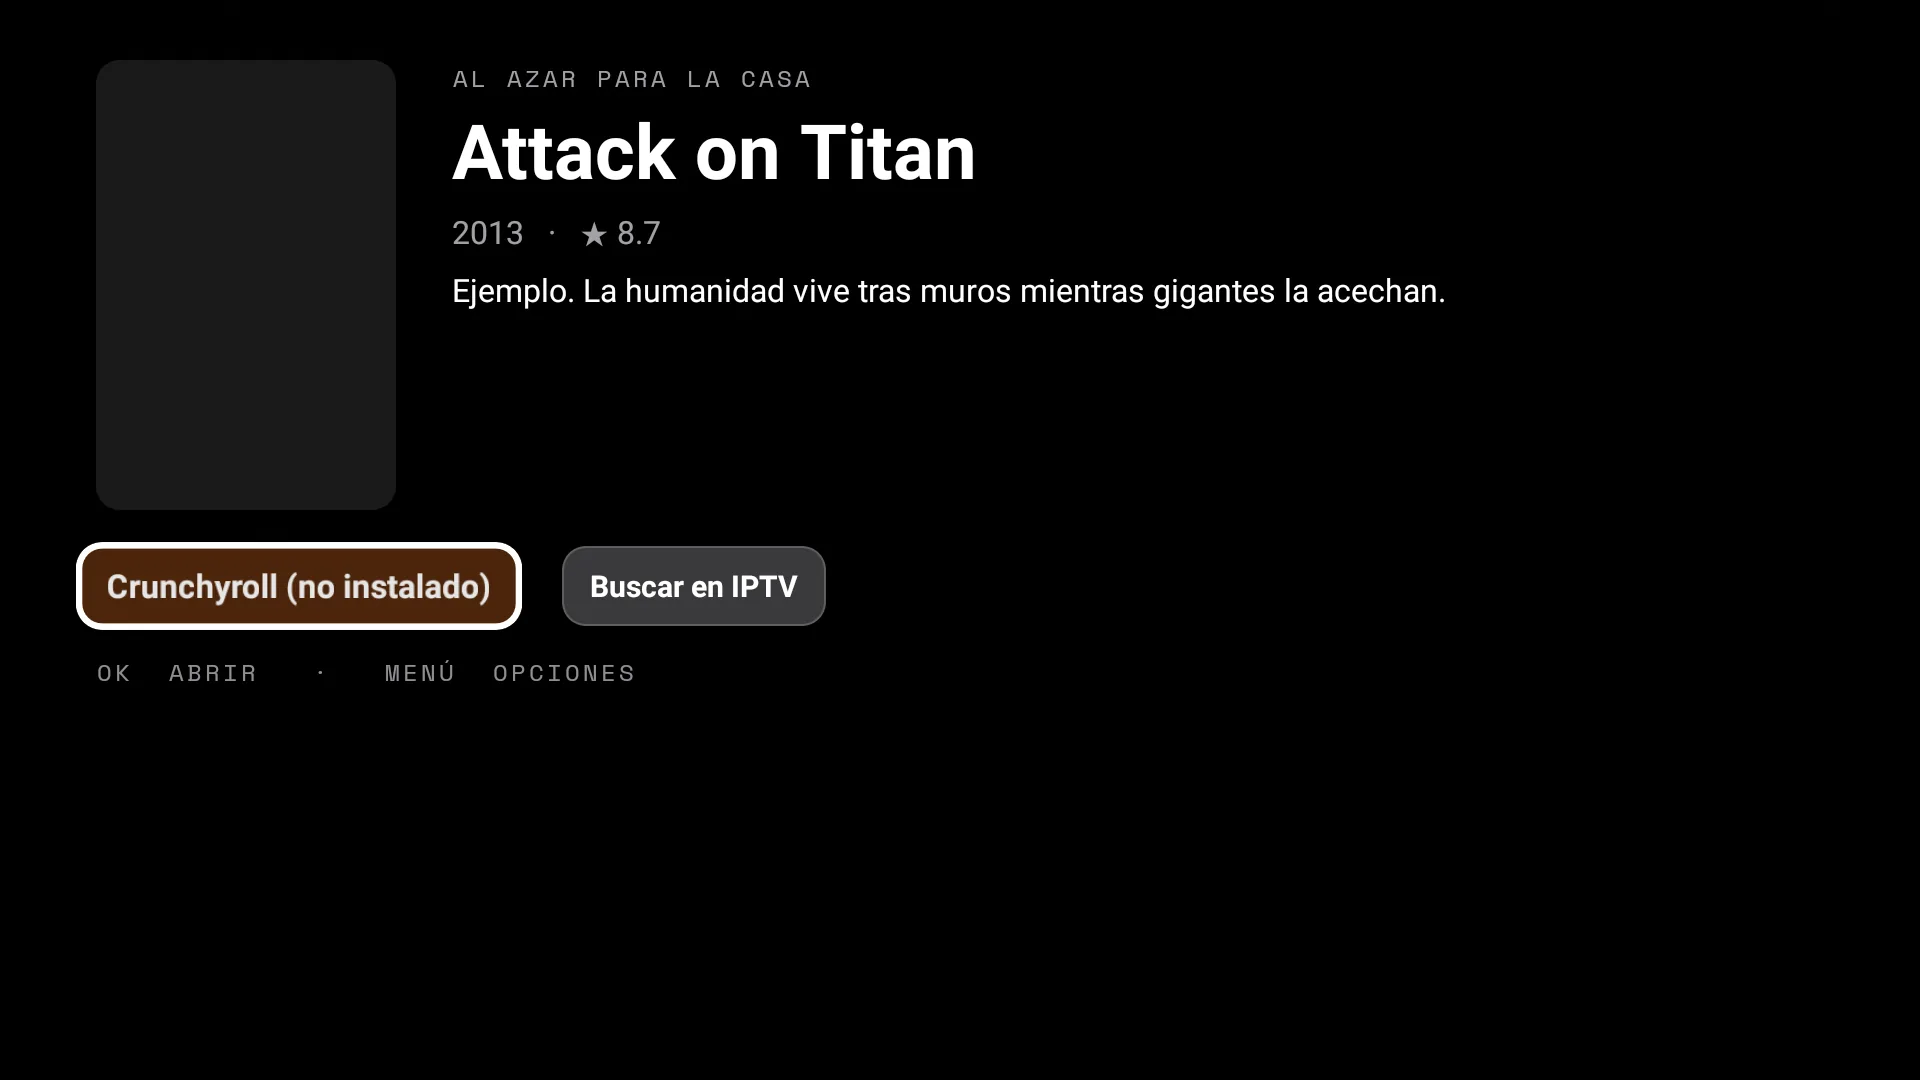 AL AZAR PARA LA CASA
Attack on Titan
2013 · ★ 8.7
Ejemplo. La humanidad vive tras muros mientras gigantes la acechan.
Crunchyroll (no instalado)
Buscar en IPTV
OK ABRIR · MENÚ OPCIONES